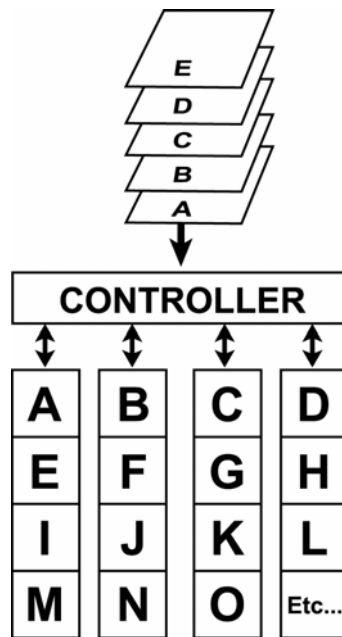 E
D
C
B
A
CONTROLLER
A B C D
E F G H
I J K L
M N O Etc...